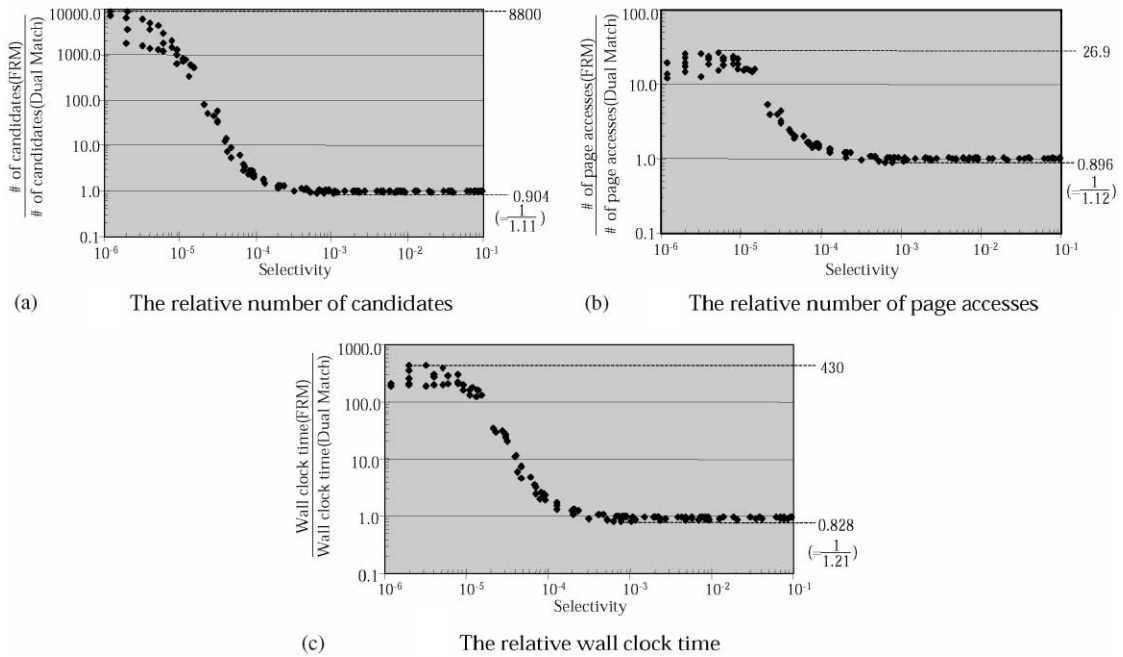 # of candidates(FRM)
# of candidates(Dual Match)
10000.0
1000.0
100.0
10.0
1.0
0.1
8800
0.904
(=1/1.11)
10⁻⁶ 10⁻⁵ 10⁻⁴ 10⁻³ 10⁻² 10⁻¹
Selectivity
(a) The relative number of candidates
# of page accesses(FRM)
# of page accesses(Dual Match)
100.0
10.0
1.0
0.1
26.9
0.896
(=1/1.12)
10⁻⁶ 10⁻⁵ 10⁻⁴ 10⁻³ 10⁻² 10⁻¹
Selectivity
(b) The relative number of page accesses
Wall clock time(FRM)
Wall clock time(Dual Match)
1000.0
100.0
10.0
1.0
0.1
430
0.828
(=1/1.21)
10⁻⁶ 10⁻⁵ 10⁻⁴ 10⁻³ 10⁻² 10⁻¹
Selectivity
(c) The relative wall clock time